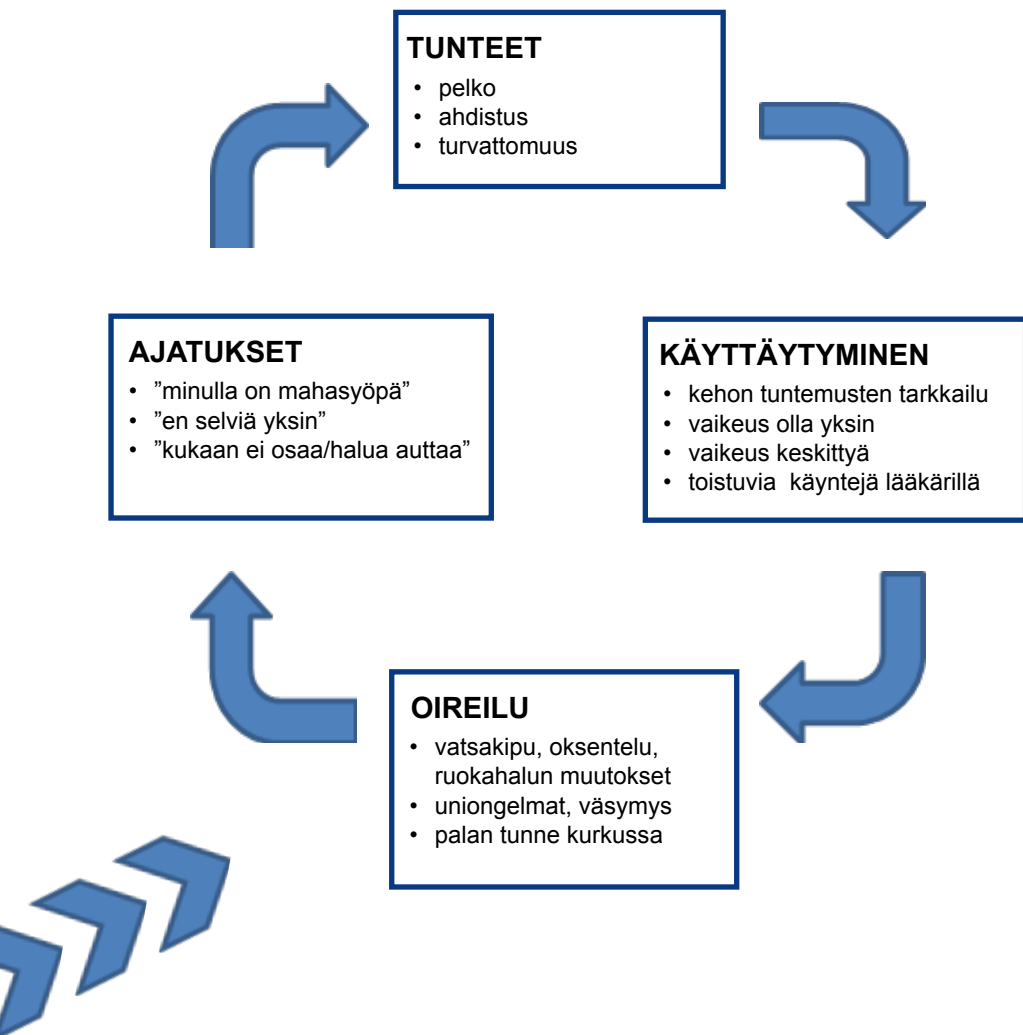 TUNTEET
• pelko
• ahdistus
• turvattomuus
AJATUKSET
• ”minulla on mahasyöpä”
• ”en selviä yksin”
• ”kukaan ei osaa/halua auttaa”
KÄYTTÄYTYMINEN
• kehon tuntemusten tarkkailu
• vaikeus olla yksin
• vaikeus keskittyä
• toistuvia  käyntejä lääkärillä
OIREILU
• vatsakipu, oksentelu,
ruokahalun muutokset
• uniongelmat, väsymys
• palan tunne kurkussa